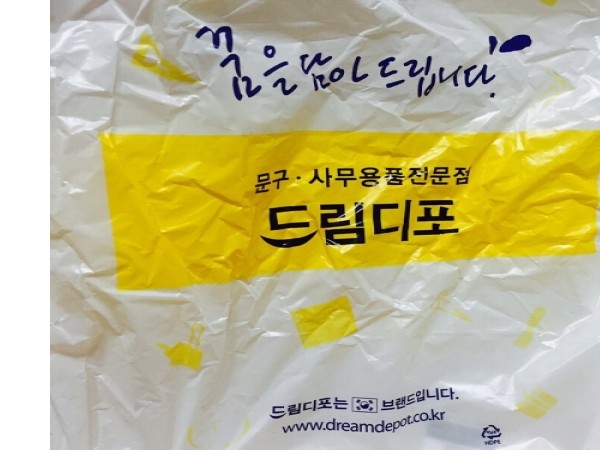 꿈을 담아 드립니다!
문구 · 사무용품전문점
드림디포
드림디포는 브랜드입니다.
www.dreamdepot.co.kr
HDPE